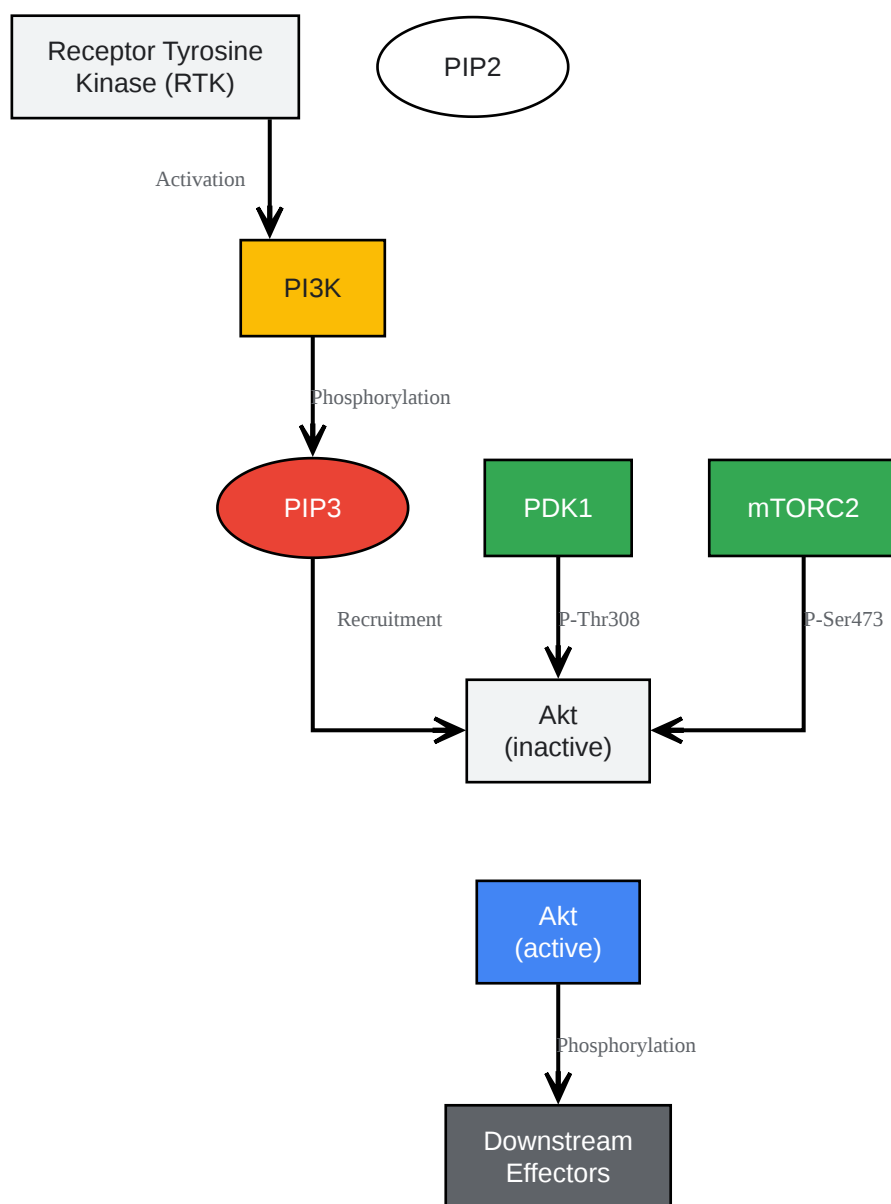 Receptor Tyrosine
Kinase (RTK)
PIP2
Activation
PI3K
Phosphorylation
PIP3
PDK1
mTORC2
Recruitment
P-Thr308
P-Ser473
Akt
(inactive)
Akt
(active)
Phosphorylation
Downstream
Effectors